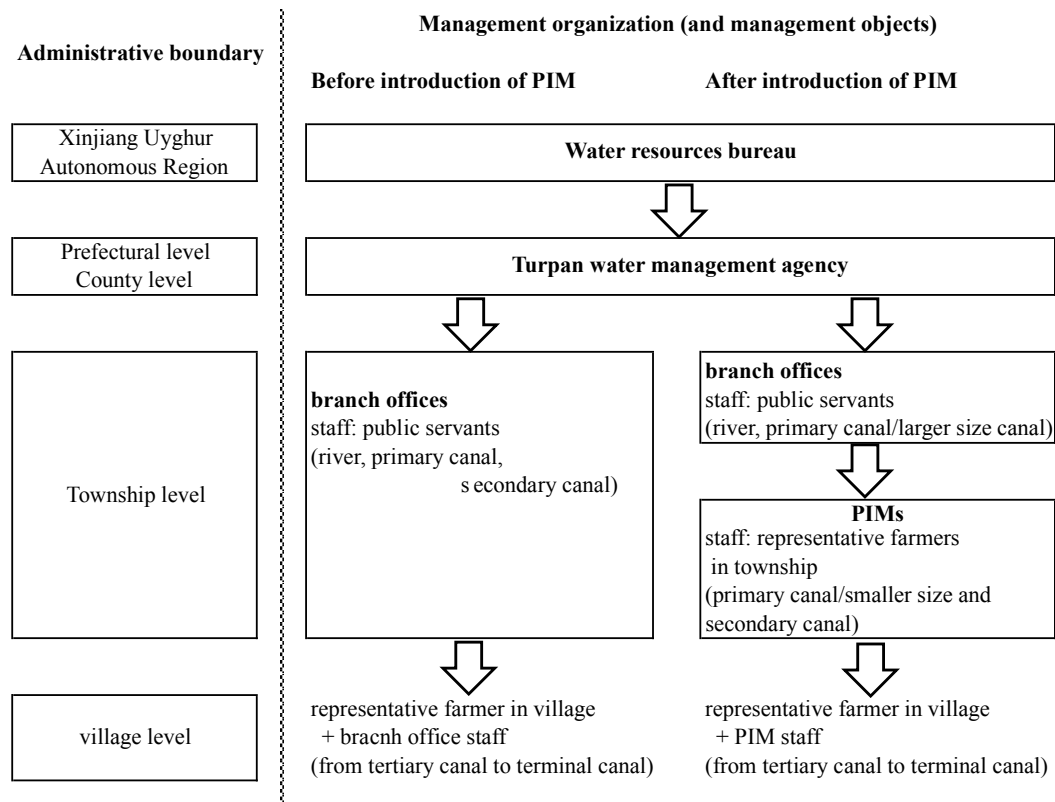 Management organization (and management objects)
Administrative boundary
Before introduction of PIM
After introduction of PIM
Xinjiang Uyghur
Autonomous Region
Water resources bureau
Prefectural level
County level
Turpan water management agency
Township level
branch offices
staff: public servants
(river, primary canal,
s econdary canal)
branch offices
staff: public servants
(river, primary canal/larger size canal)
PIMs
staff: representative farmers
in township
(primary canal/smaller size and
secondary canal)
village level
representative farmer in village
+ bracnh office staff
(from tertiary canal to terminal canal)
representative farmer in village
+ PIM staff
(from tertiary canal to terminal canal)